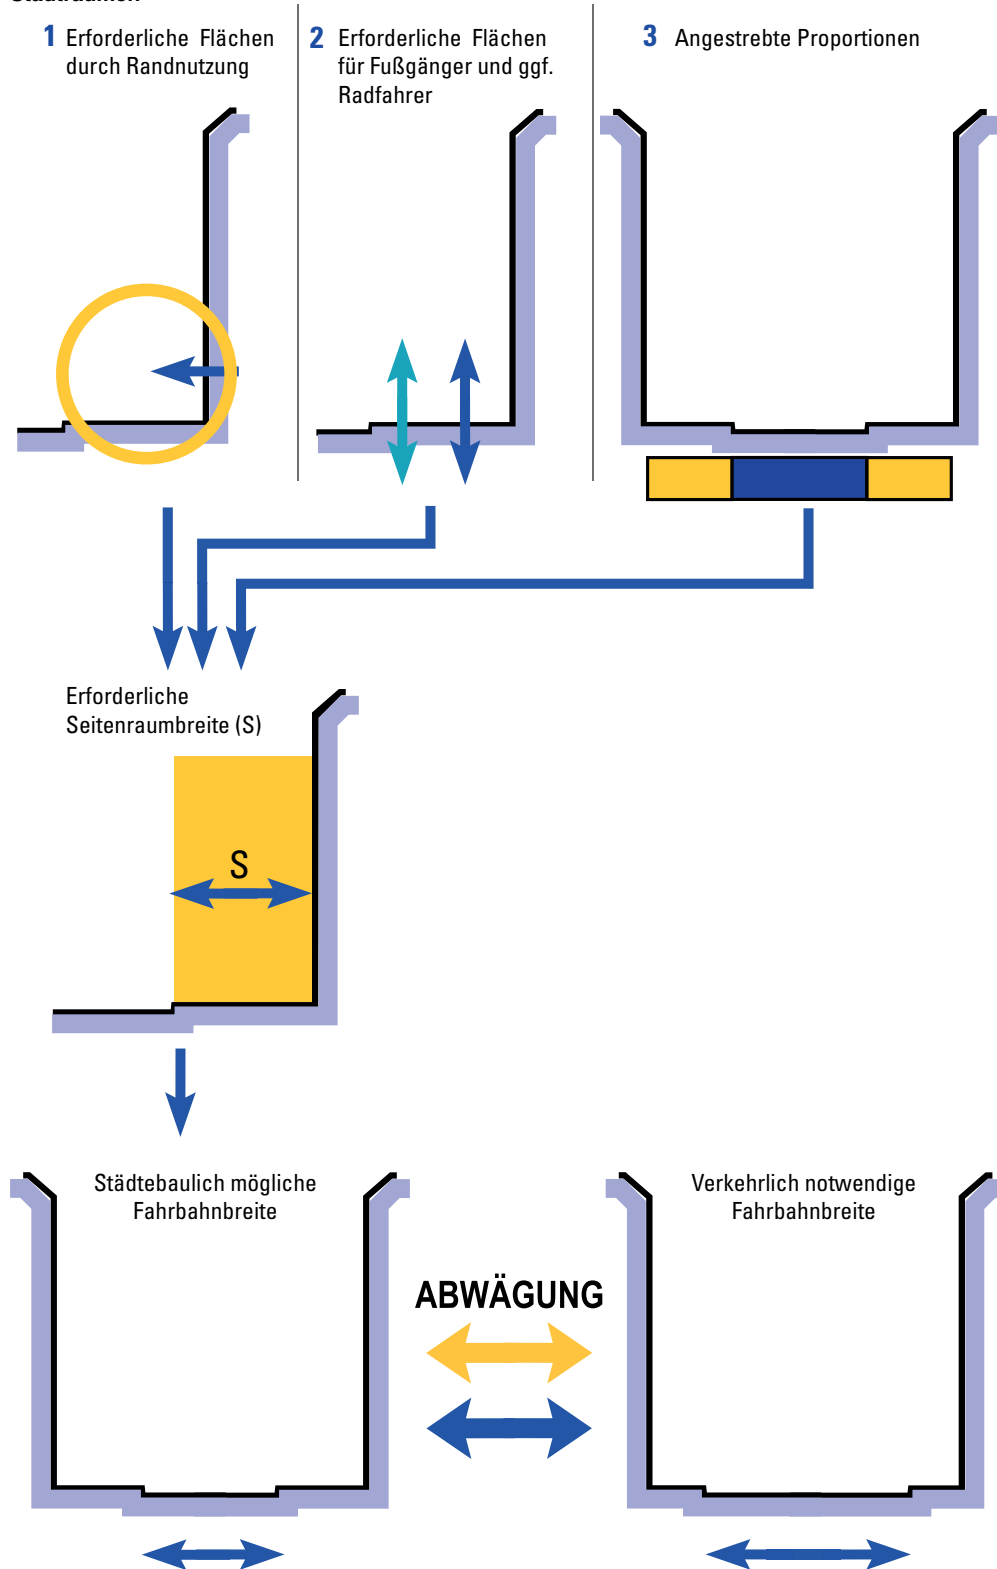 1 Erforderliche Flächen
durch Randnutzung
2 Erforderliche Flächen
für Fußgänger und ggf.
Radfahrer
3 Angestrebte Proportionen
Erforderliche
Seitenraumbreite (S)
S
Städtebaulich mögliche
Fahrbahnbreite
Verkehrlich notwendige
Fahrbahnbreite
ABWÄGUNG